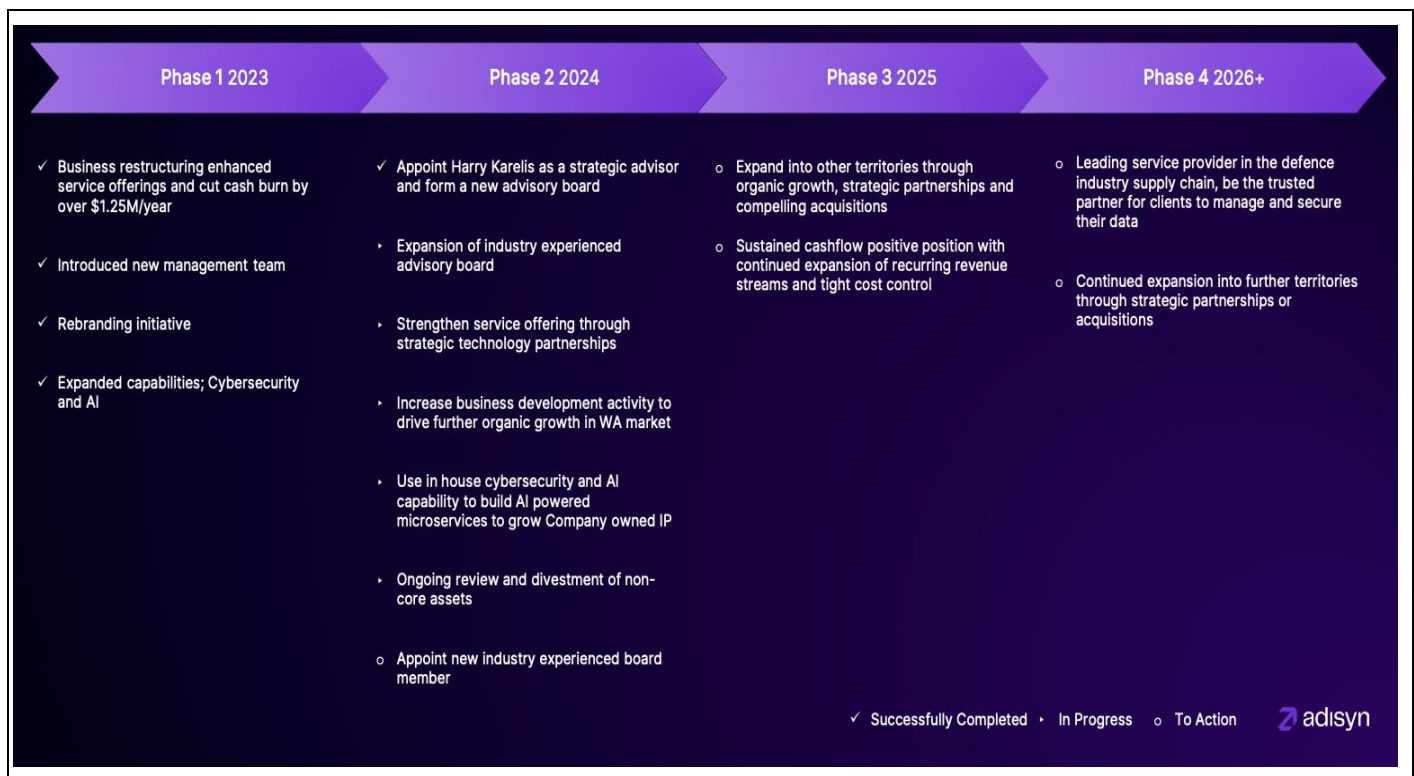 Phase 1 2023
Phase 2 2024
Phase 3 2025
Phase 4 2026+
✓ Business restructuring enhanced
service offerings and cut cash burn by
over $1.25M/year
✓ Introduced new management team
✓ Rebranding initiative
✓ Expanded capabilities; Cybersecurity
and AI
✓ Appoint Harry Karelis as a strategic advisor
and form a new advisory board
‣ Expansion of industry experienced
advisory board
‣ Strengthen service offering through
strategic technology partnerships
‣ Increase business development activity to
drive further organic growth in WA market
‣ Use in house cybersecurity and AI
capability to build AI powered
microservices to grow Company owned IP
‣ Ongoing review and divestment of non-
core assets
o Appoint new industry experienced board
member
o Expand into other territories through
organic growth, strategic partnerships and
compelling acquisitions
o Sustained cashflow positive position with
continued expansion of recurring revenue
streams and tight cost control
o Leading service provider in the defence
industry supply chain, be the trusted
partner for clients to manage and secure
their data
o Continued expansion into further territories
through strategic partnerships or
acquisitions
✓ Successfully Completed ‣ In Progress o To Action
adisyn